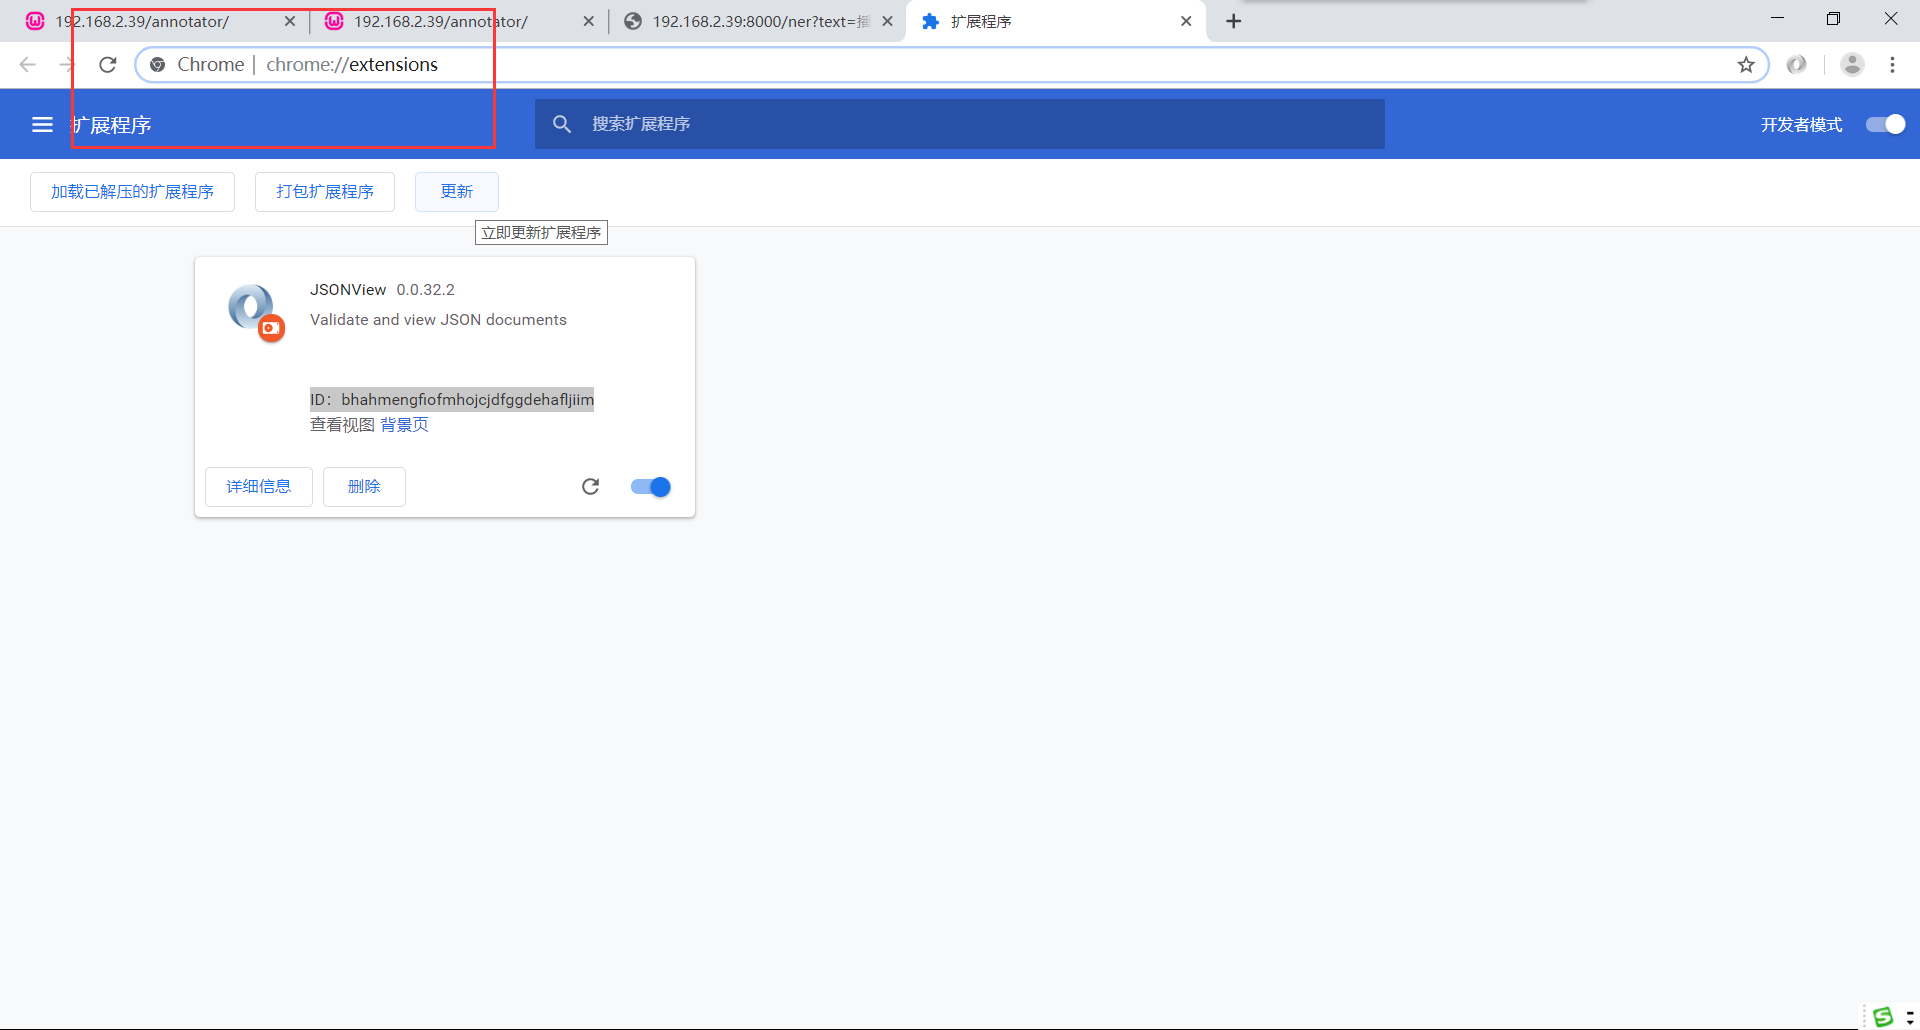 192.168.2.39/annotator/
192.168.2.39/annotator/
192.168.2.39:8000/ner?text=播
扩展程序
Chrome | chrome://extensions
扩展程序
搜索扩展程序
开发者模式
加载已解压的扩展程序
打包扩展程序
更新
立即更新扩展程序
JSONView 0.0.32.2
Validate and view JSON documents
ID：bhahmengfiofmhojcjdfggdehafljiim
查看视图 背景页
详细信息
删除